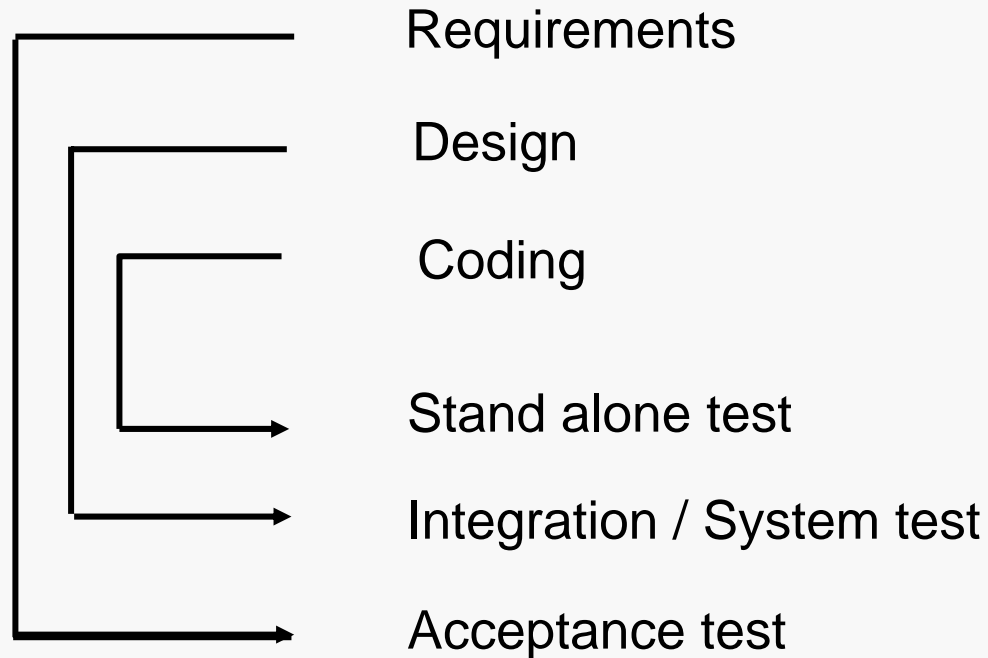 Requirements
Design
Coding
Stand alone test
Integration / System test
Acceptance test